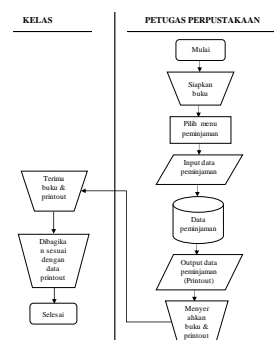 KELAS
PETUGAS PERPUSTAKAAN
Mulai
Siapkan
buku
Pilih menu
peminjaman
Input data
peminjaman
Data
peminjaman
Output data
peminjaman
(Printout)
Menyer
ahkan
buku &
printout
Terima
buku &
printout
Dibagika
n sesuai
dengan
data
printout
Selesai